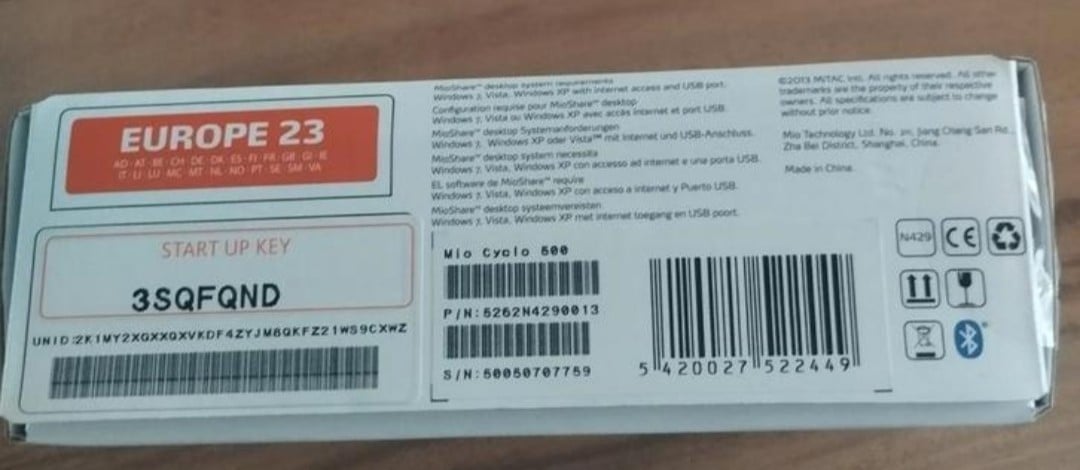 EUROPE 23
AD · AT · BE · CH · DE · DK · ES · FI · FR · GB · GI · IE
IT · LI · LU · MC · MT · NL · NO · PT · SE · SM · VA
START UP KEY
3SQFQND
MioShare™ desktop system requirements
Windows 7, Vista, Windows XP with internet access and USB port.
Configuration requise pour MioShare™ desktop
Windows 7, Vista ou Windows XP avec accès internet et port USB.
MioShare™ desktop Systemanforderungen
Windows 7, Windows XP oder Vista™ mit Internet und USB-Anschluss.
MioShare™ desktop system necessita
Windows 7, Vista, Windows XP con accesso ad internet e una porta USB.
EL software de MioShare™ require
Windows 7, Vista, Windows XP con acceso a internet y Puerto USB.
MioShare™ desktop systeemvereisten
Windows 7, Vista, Windows XP met internet toegang en USB poort.
©2013 MiTAC Intl. All rights reserved. All other
trademarks are the property of their respective
owners. All specifications are subject to change
without prior notice.
Mio Technology Ltd. No. 211, Jiang Chang San Rd.,
Zha Bei District, Shanghai, China.
Made in China
Mio Cyclo 500
P/N:5262N4290013
S/N:50050707759
5 420027 522449
N429
CE